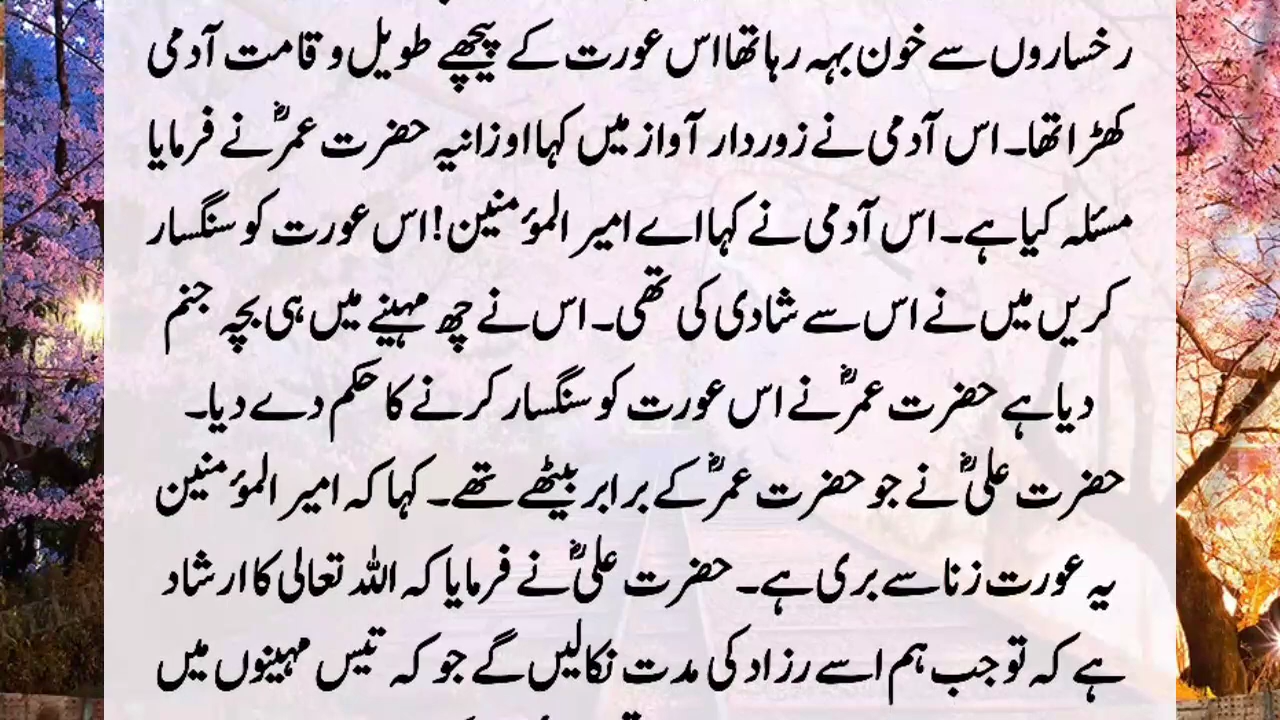 رخساروں سے خون بہہ رہا تھا اس عورت کے پیچھے طویل و قامت آدمی
کھڑا تھا۔ اس آدمی نے زوردار آواز میں کہا او زانیہ حضرت عمرؓ نے فرمایا
مسئلہ کیا ہے۔ اس آدمی نے کہا اے امیر المؤمنین! اس عورت کو سنگسار
کریں میں نے اس سے شادی کی تھی۔ اس نے چھ مہینے میں ہی بچہ جنم
دیا ہے حضرت عمرؓ نے اس عورت کو سنگسار کرنے کا حکم دے دیا۔
حضرت علیؓ نے جو حضرت عمرؓ کے برابر بیٹھے تھے۔ کہا کہ امیر المؤمنین
یہ عورت زنا سے بری ہے۔ حضرت علیؓ نے فرمایا کہ اللہ تعالی کا ارشاد
ہے کہ تو جب ہم اسے رزاد کی مدت نکالیں گے جو کہ تیس مہینوں میں